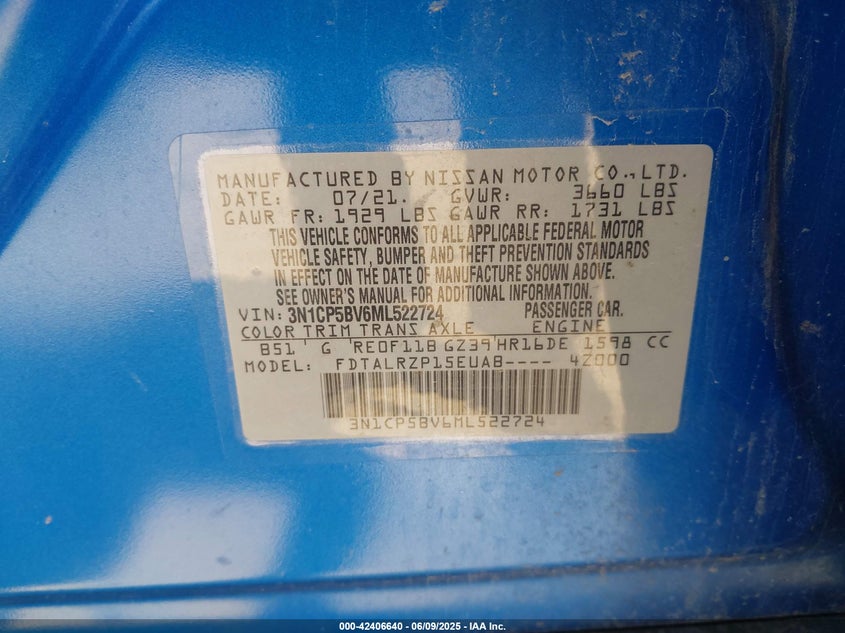 MANUFACTURED BY NISSAN MOTOR CO.,LTD.
DATE: 07/21. GVWR: 3660 LBS
GAWR FR: 1929 LBS GAWR RR: 1731 LBS
THIS VEHICLE CONFORMS TO ALL APPLICABLE FEDERAL MOTOR
VEHICLE SAFETY, BUMPER AND THEFT PREVENTION STANDARDS
IN EFFECT ON THE DATE OF MANUFACTURE SHOWN ABOVE.
SEE OWNER'S MANUAL FOR ADDITIONAL INFORMATION.
VIN: 3N1CP5BV6ML522724 PASSENGER CAR.
COLOR TRIM TRANS AXLE ENGINE
B51 G RE0F11B GZ39 HR16DE 1598 CC
MODEL: FDTALRZP15EUAB---- 4Z000
3N1CP5BV6ML522724
000-42406640 - 06/09/2025 - IAA Inc.